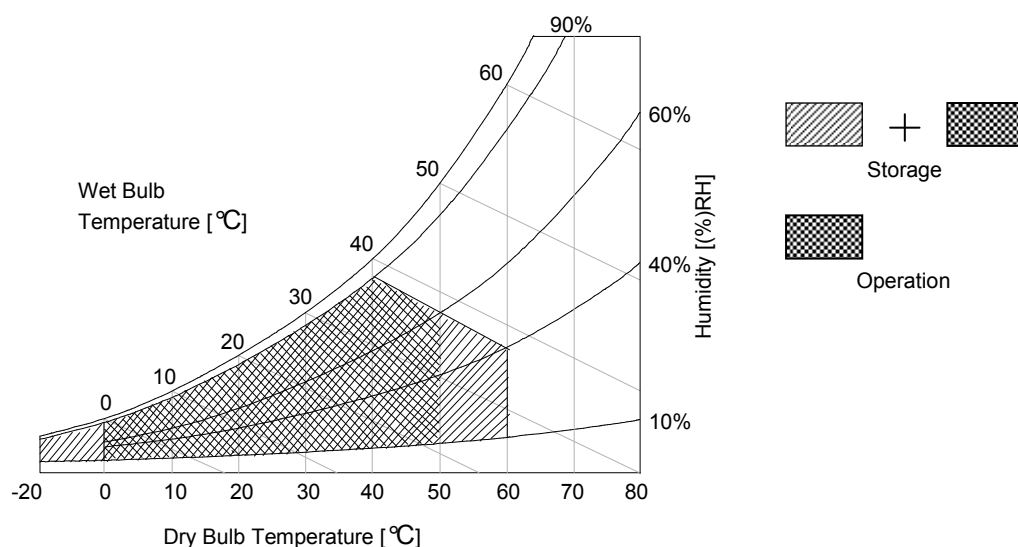 90%
60
60%
50
Wet Bulb
Temperature [℃]
Storage
40
40%
Humidity [(%)RH]
30
Operation
20
10
0
10%
-20 0 10 20 30 40 50 60 70 80
Dry Bulb Temperature [℃]